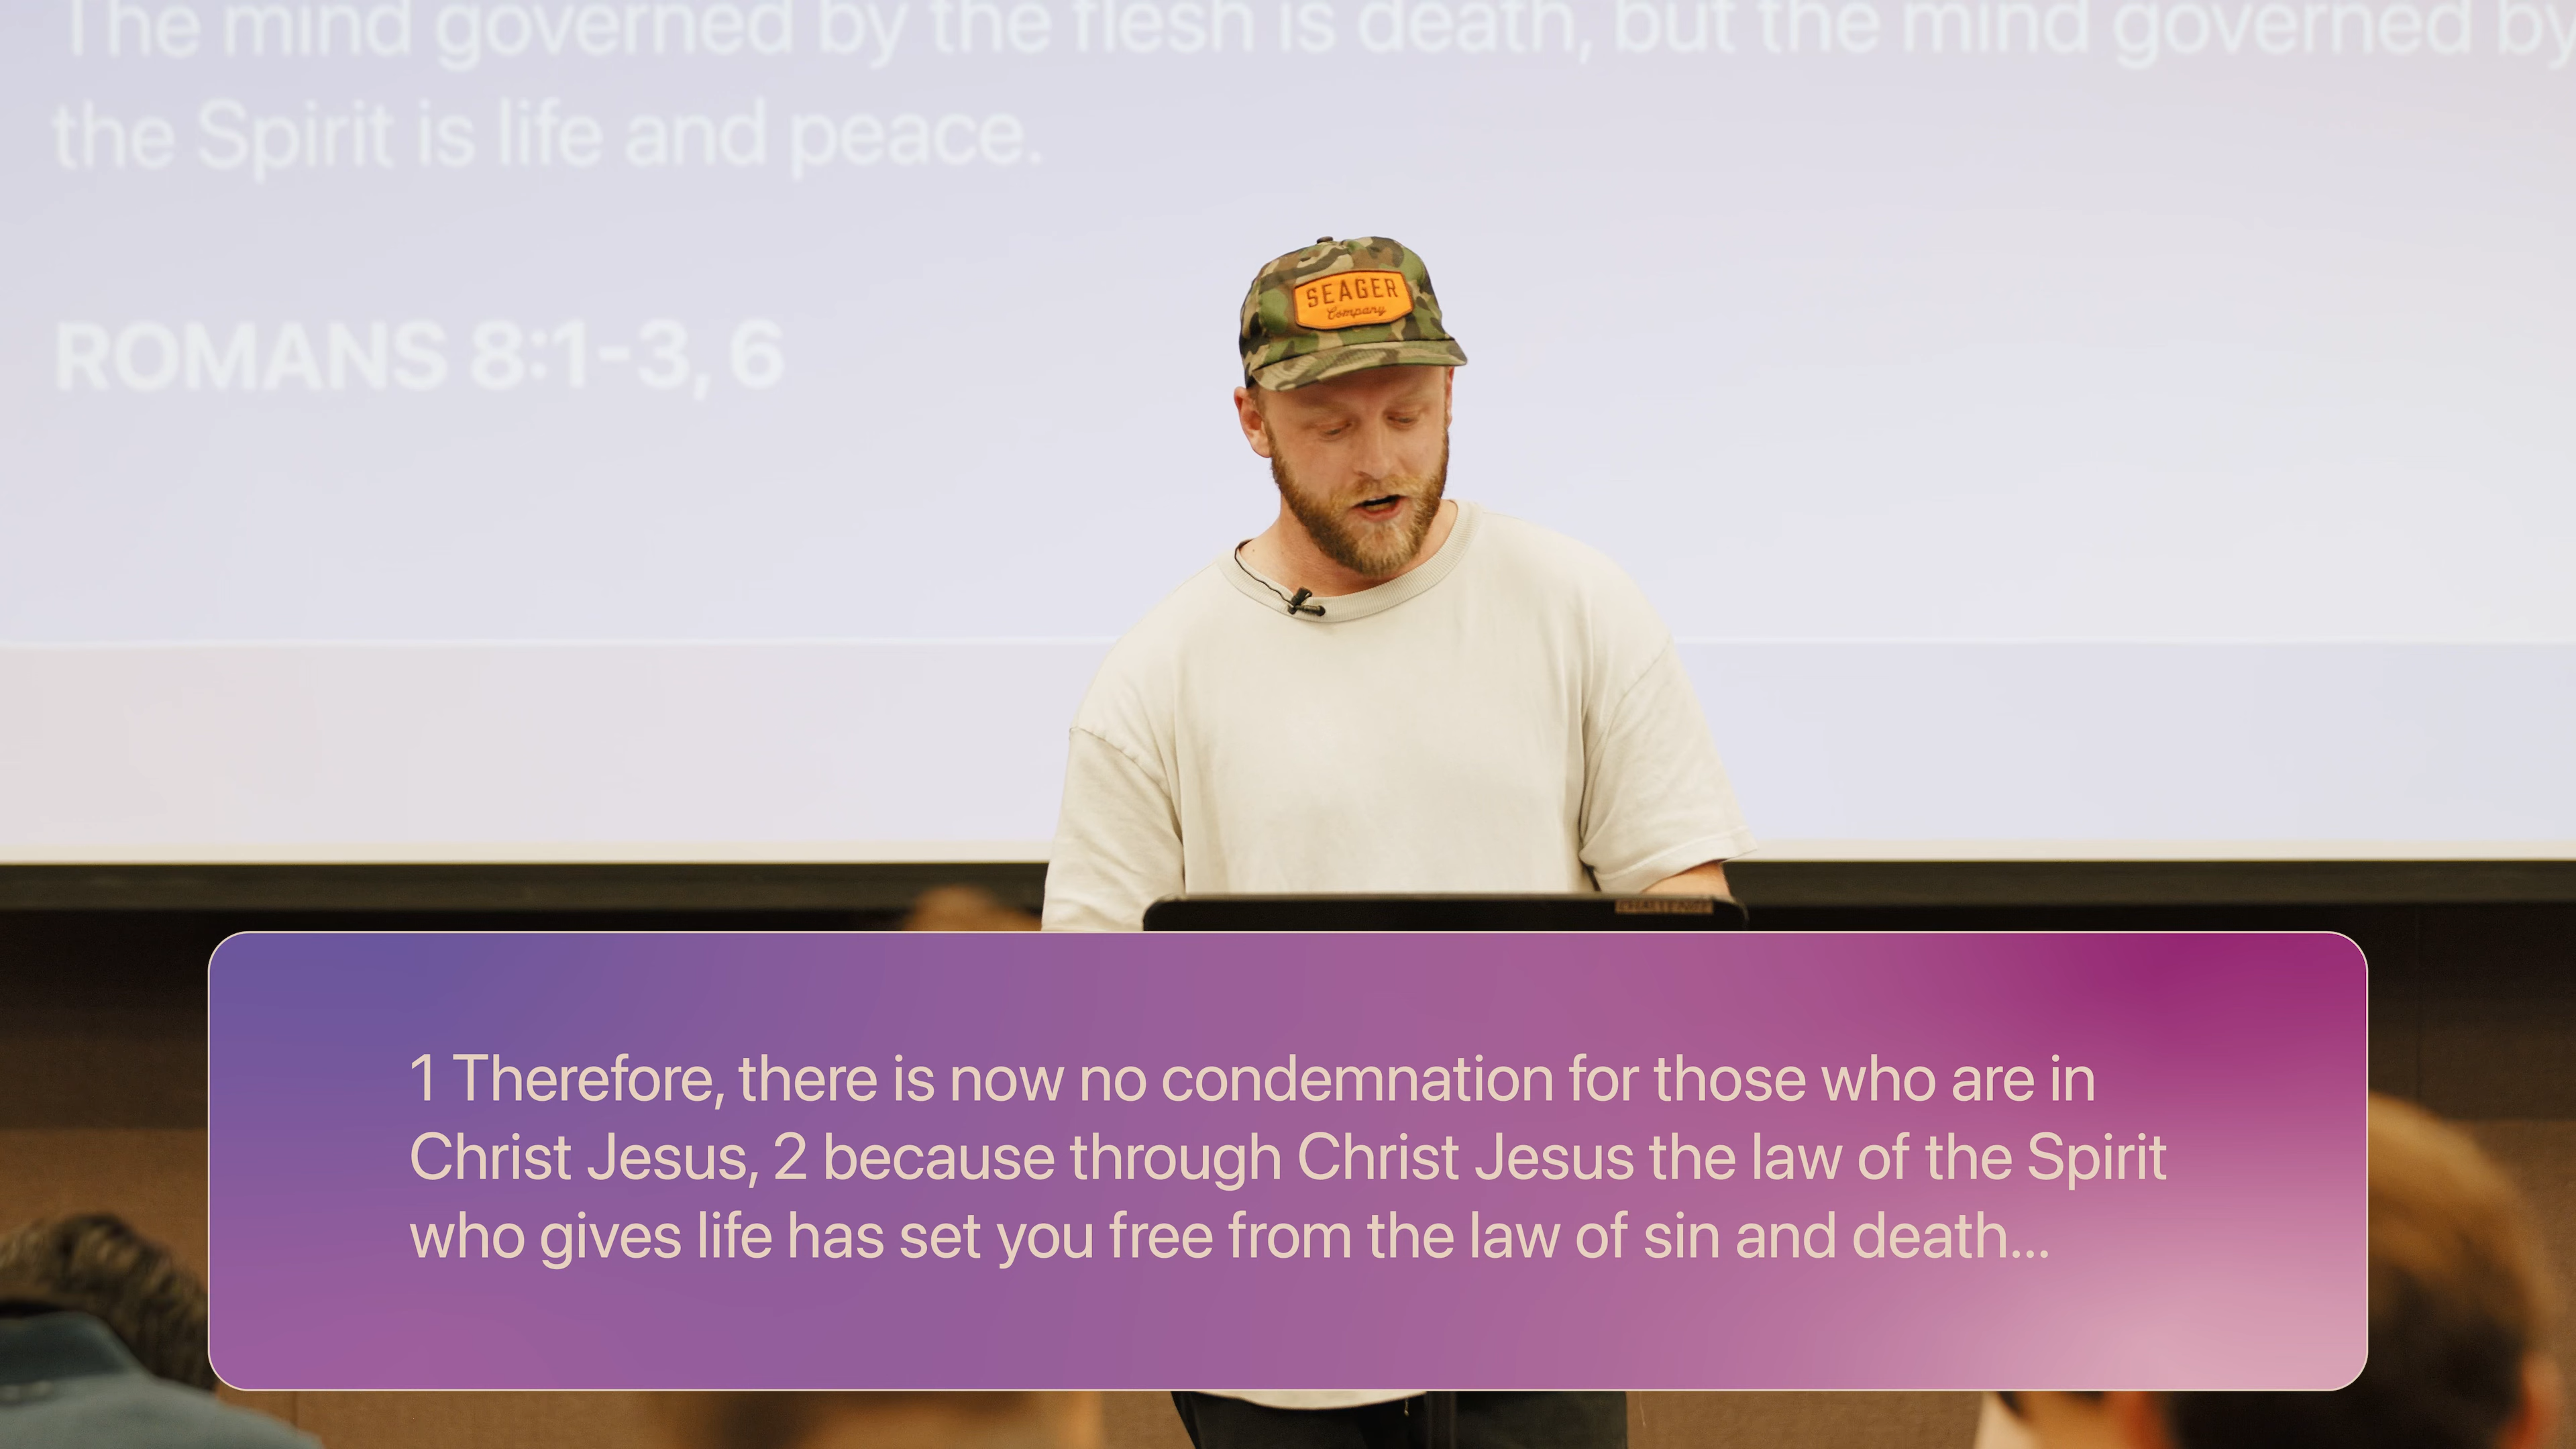 The mind governed by the flesh is death, but the mind governed by
the Spirit is life and peace.
ROMANS 8:1-3, 6
SEAGER
Company
1 Therefore, there is now no condemnation for those who are in
Christ Jesus, 2 because through Christ Jesus the law of the Spirit
who gives life has set you free from the law of sin and death...